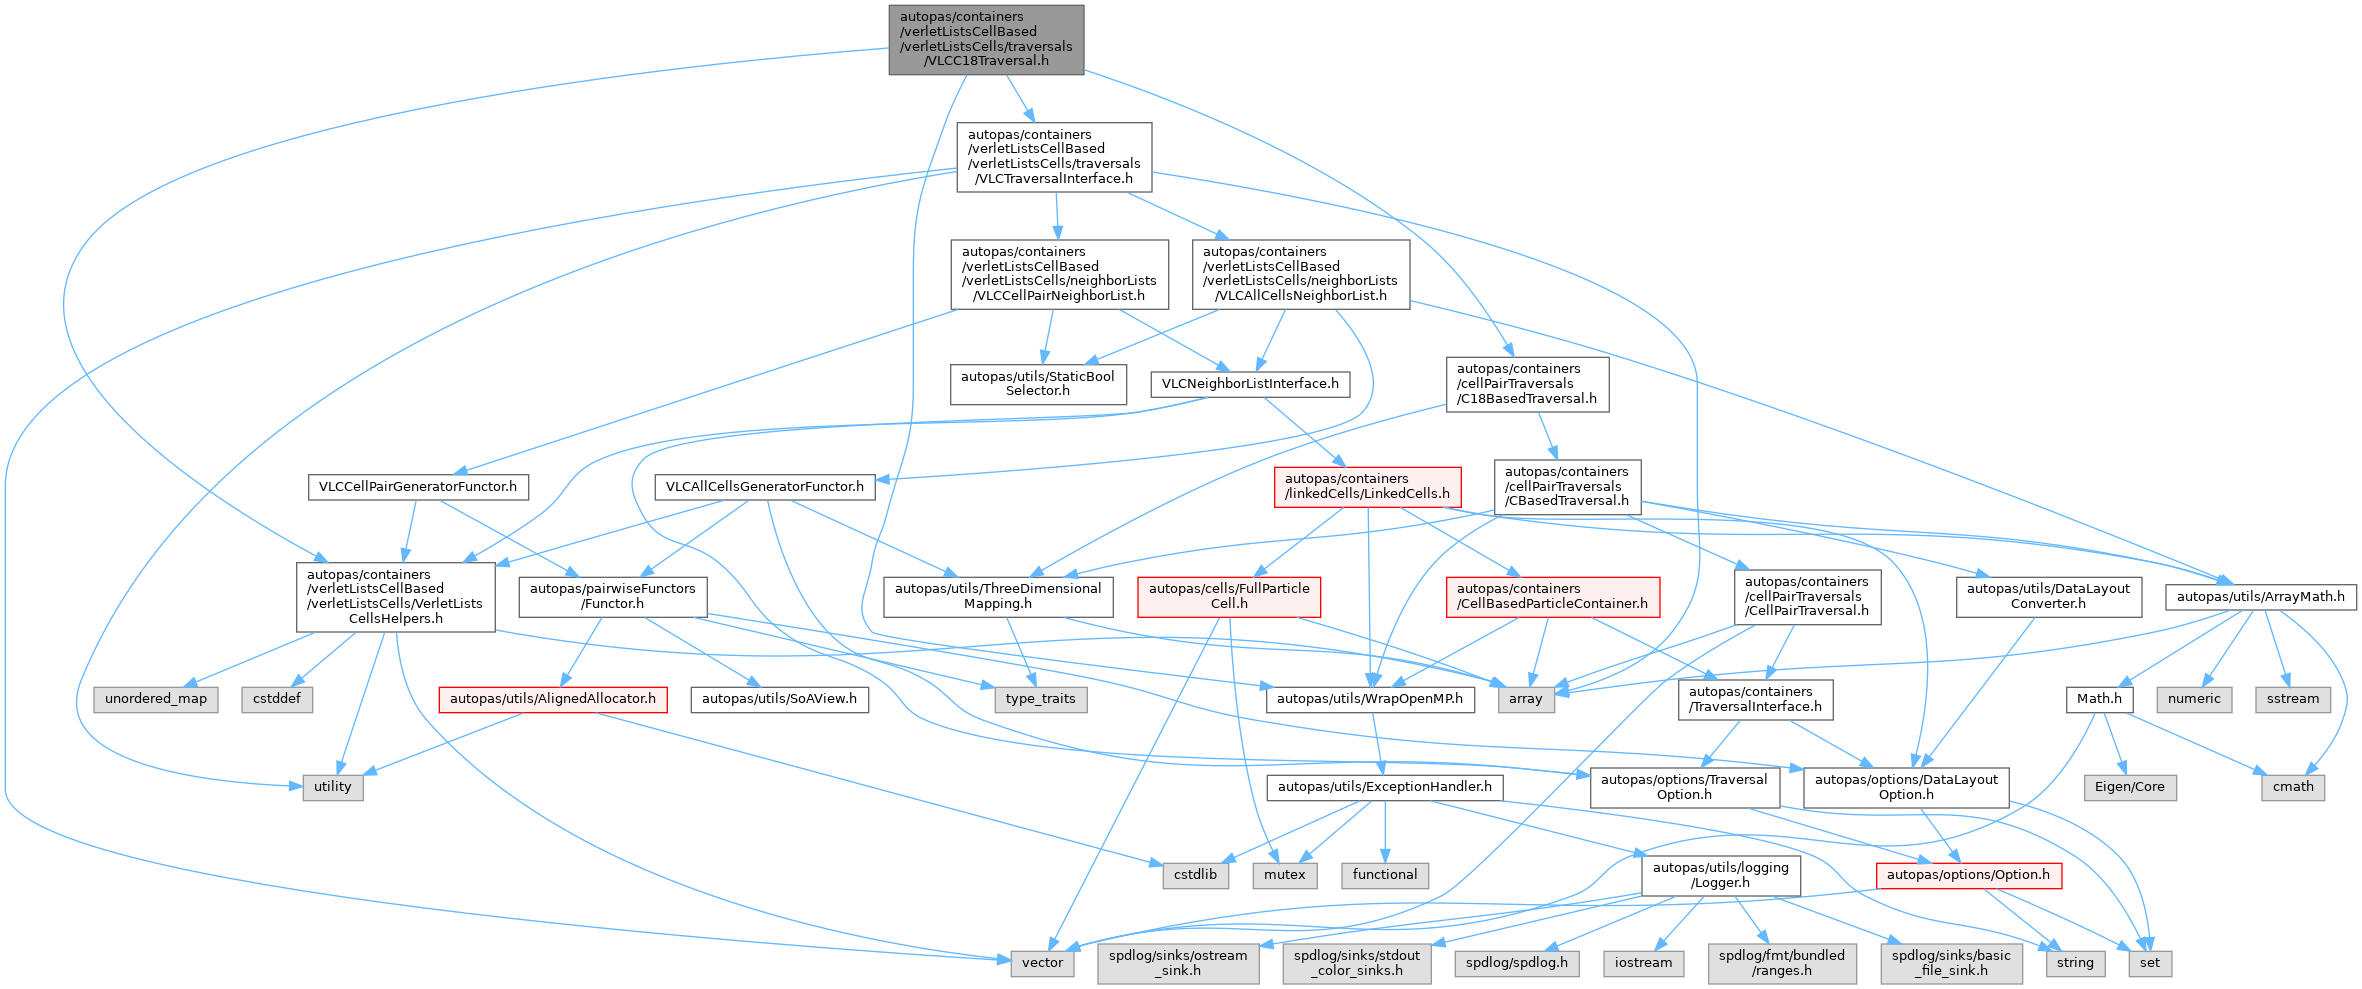 autopas/containers
/verletListsCellBased
/verletListsCells/traversals
/VLCC18Traversal.h
autopas/containers
/verletListsCellBased
/verletListsCells/traversals
/VLCTraversalInterface.h
autopas/containers
/verletListsCellBased
/verletListsCells/neighborLists
/VLCCellPairNeighborList.h
autopas/containers
/verletListsCellBased
/verletListsCells/neighborLists
/VLCAllCellsNeighborList.h
autopas/utils/StaticBool
Selector.h
VLCNeighborListInterface.h
autopas/containers
/cellPairTraversals
/C18BasedTraversal.h
VLCCellPairGeneratorFunctor.h
VLCAllCellsGeneratorFunctor.h
autopas/containers
/linkedCells/LinkedCells.h
autopas/containers
/cellPairTraversals
/CBasedTraversal.h
autopas/containers
/verletListsCellBased
/verletListsCells/VerletLists
CellsHelpers.h
autopas/pairwiseFunctors
/Functor.h
autopas/utils/ThreeDimensional
Mapping.h
autopas/cells/FullParticle
Cell.h
autopas/containers
/CellBasedParticleContainer.h
autopas/containers
/cellPairTraversals
/CellPairTraversal.h
autopas/utils/DataLayout
Converter.h
autopas/utils/ArrayMath.h
unordered_map
cstddef
autopas/utils/AlignedAllocator.h
autopas/utils/SoAView.h
type_traits
autopas/utils/WrapOpenMP.h
array
autopas/containers
/TraversalInterface.h
Math.h
numeric
sstream
utility
autopas/utils/ExceptionHandler.h
autopas/options/Traversal
Option.h
autopas/options/DataLayout
Option.h
Eigen/Core
cmath
cstdlib
mutex
functional
autopas/utils/logging
/Logger.h
autopas/options/Option.h
vector
spdlog/sinks/ostream
_sink.h
spdlog/sinks/stdout
_color_sinks.h
spdlog/spdlog.h
iostream
spdlog/fmt/bundled
/ranges.h
spdlog/sinks/basic
_file_sink.h
string
set